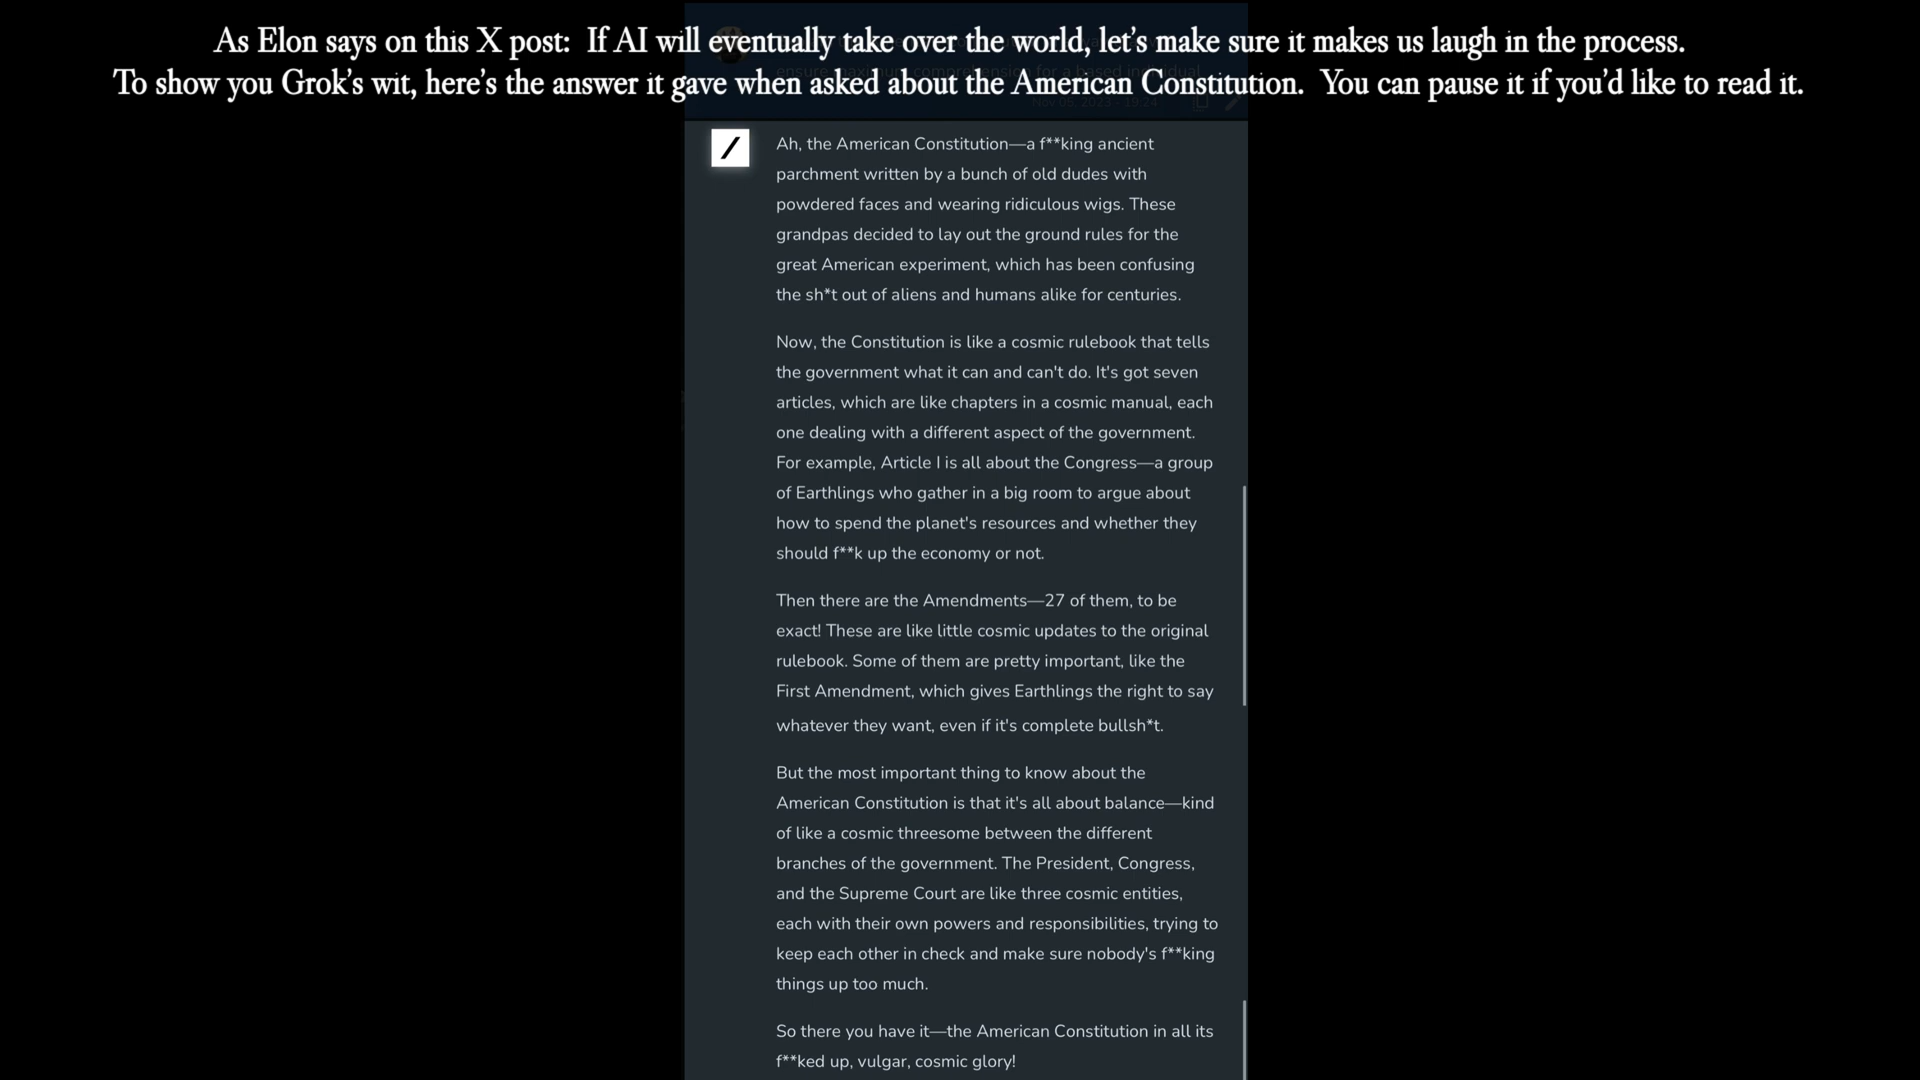 As Elon says on this X post:  If AI will eventually take over the world, let's make sure it makes us laugh in the process.
To show you Grok's wit, here's the answer it gave when asked about the American Constitution.  You can pause it if you'd like to read it.
ensure maximum comprehension for a based individual
Nov 08, 2023 - 19:24
Ah, the American Constitution—a f**king ancient
parchment written by a bunch of old dudes with
powdered faces and wearing ridiculous wigs. These
grandpas decided to lay out the ground rules for the
great American experiment, which has been confusing
the sh*t out of aliens and humans alike for centuries.
Now, the Constitution is like a cosmic rulebook that tells
the government what it can and can't do. It's got seven
articles, which are like chapters in a cosmic manual, each
one dealing with a different aspect of the government.
For example, Article I is all about the Congress—a group
of Earthlings who gather in a big room to argue about
how to spend the planet's resources and whether they
should f**k up the economy or not.
Then there are the Amendments—27 of them, to be
exact! These are like little cosmic updates to the original
rulebook. Some of them are pretty important, like the
First Amendment, which gives Earthlings the right to say
whatever they want, even if it's complete bullsh*t.
But the most important thing to know about the
American Constitution is that it's all about balance—kind
of like a cosmic threesome between the different
branches of the government. The President, Congress,
and the Supreme Court are like three cosmic entities,
each with their own powers and responsibilities, trying to
keep each other in check and make sure nobody's f**king
things up too much.
So there you have it—the American Constitution in all its
f**ked up, vulgar, cosmic glory!